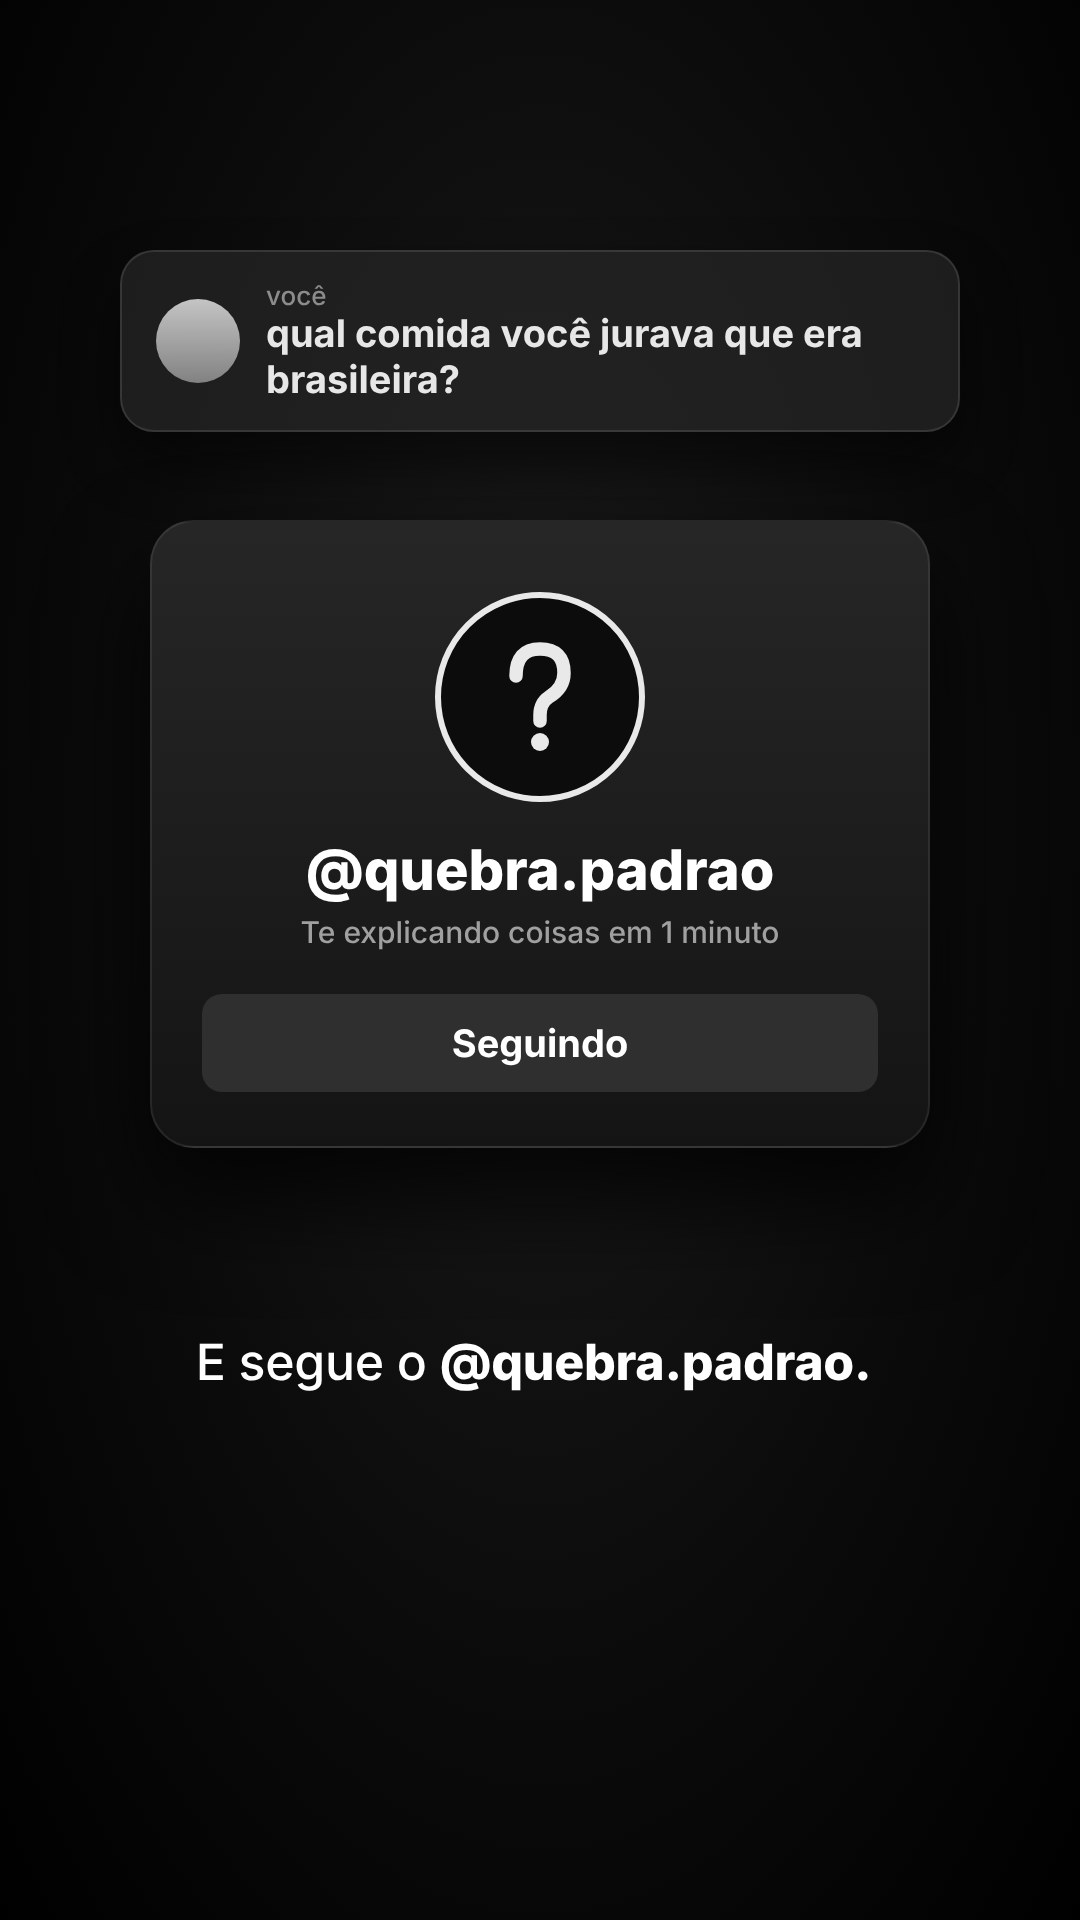 você
qual comida você jurava que era
brasileira?
?
@quebra.padrao
Te explicando coisas em 1 minuto
Seguindo
E segue o @quebra.padrao.